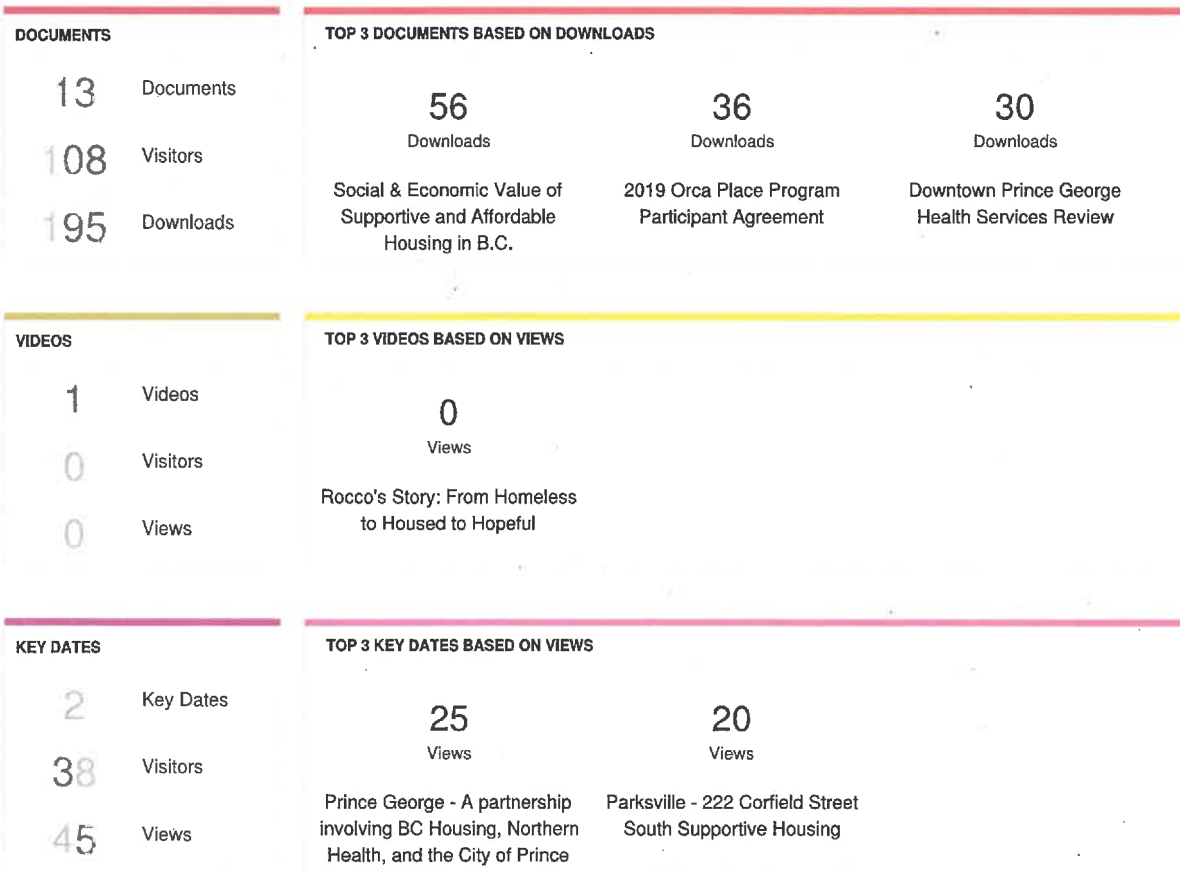 DOCUMENTS
13 Documents
108 Visitors
195 Downloads
TOP 3 DOCUMENTS BASED ON DOWNLOADS
56
Downloads
Social & Economic Value of
Supportive and Affordable
Housing in B.C.
36
Downloads
2019 Orca Place Program
Participant Agreement
30
Downloads
Downtown Prince George
Health Services Review
VIDEOS
1 Videos
0 Visitors
0 Views
TOP 3 VIDEOS BASED ON VIEWS
0
Views
Rocco's Story: From Homeless
to Housed to Hopeful
KEY DATES
2 Key Dates
38 Visitors
45 Views
TOP 3 KEY DATES BASED ON VIEWS
25
Views
Prince George - A partnership
involving BC Housing, Northern
Health, and the City of Prince
20
Views
Parksville - 222 Corfield Street
South Supportive Housing